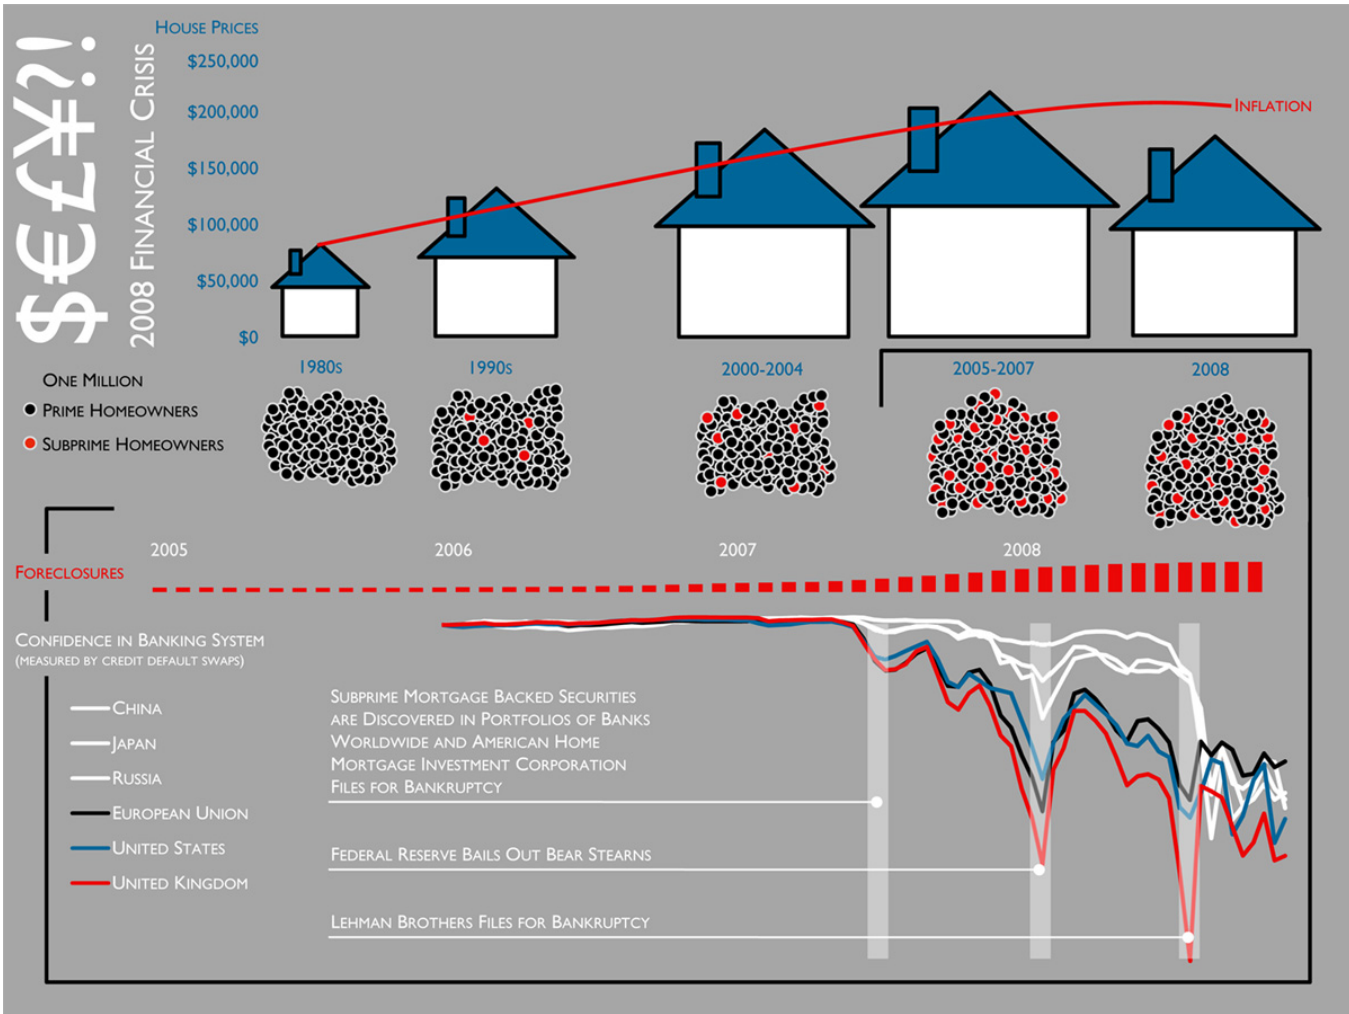 $€£¥?!
2008 FINANCIAL CRISIS
HOUSE PRICES
$250,000
$200,000
$150,000
$100,000
$50,000
$0
INFLATION
1980s
1990s
2000-2004
2005-2007
2008
ONE MILLION
PRIME HOMEOWNERS
SUBPRIME HOMEOWNERS
2005
2006
2007
2008
FORECLOSURES
CONFIDENCE IN BANKING SYSTEM
(MEASURED BY CREDIT DEFAULT SWAPS)
CHINA
JAPAN
RUSSIA
EUROPEAN UNION
UNITED STATES
UNITED KINGDOM
SUBPRIME MORTGAGE BACKED SECURITIES
ARE DISCOVERED IN PORTFOLIOS OF BANKS
WORLDWIDE AND AMERICAN HOME
MORTGAGE INVESTMENT CORPORATION
FILES FOR BANKRUPTCY
FEDERAL RESERVE BAILS OUT BEAR STEARNS
LEHMAN BROTHERS FILES FOR BANKRUPTCY